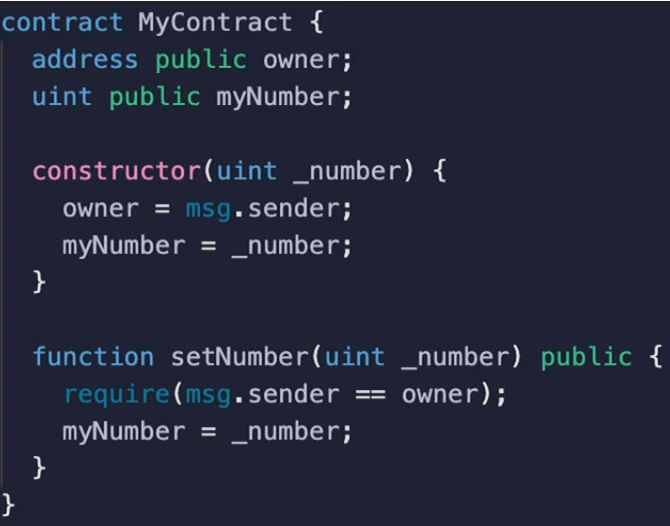 contract MyContract {
  address public owner;
  uint public myNumber;

  constructor(uint _number) {
    owner = msg.sender;
    myNumber = _number;
  }

  function setNumber(uint _number) public {
    require(msg.sender == owner);
    myNumber = _number;
  }
}